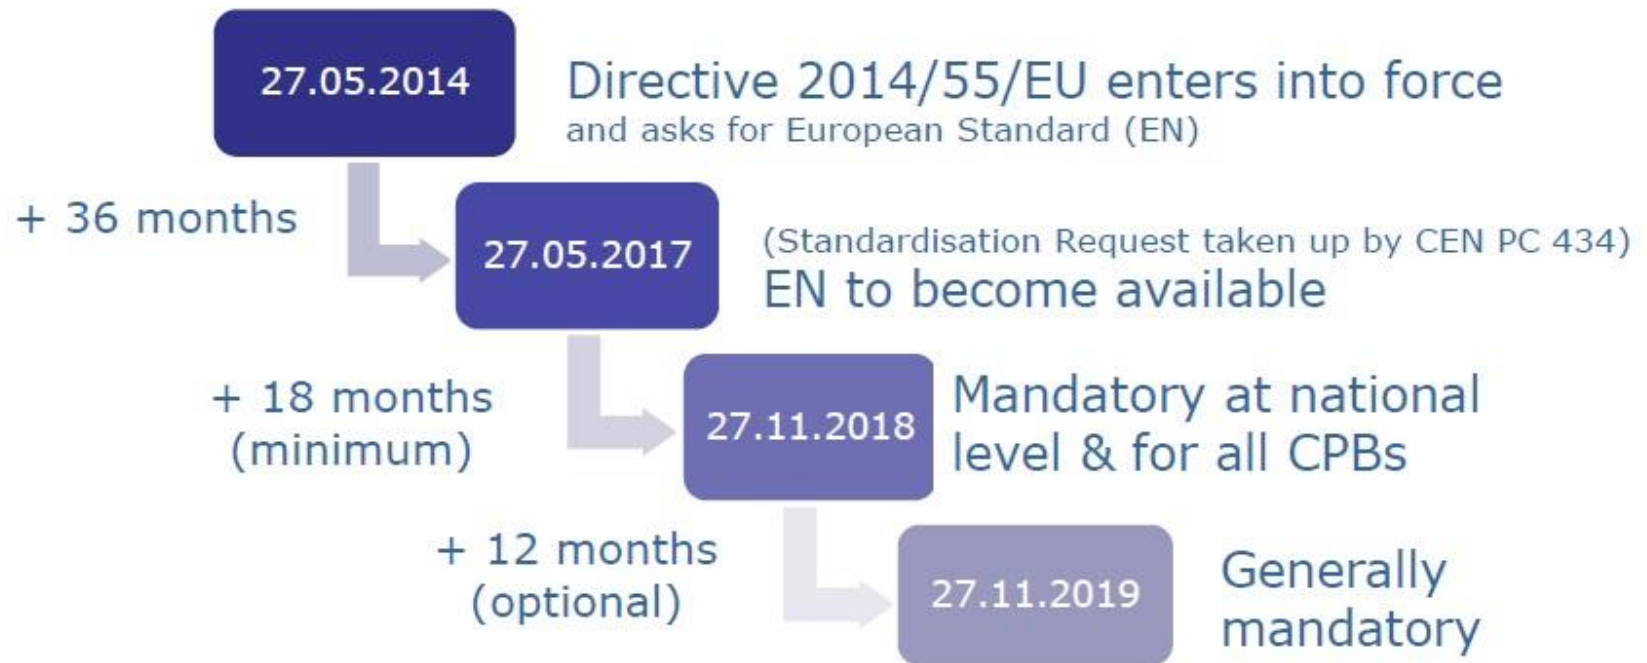 27.05.2014
Directive 2014/55/EU enters into force
and asks for European Standard (EN)
+ 36 months
27.05.2017
(Standardisation Request taken up by CEN PC 434)
EN to become available
+ 18 months
(minimum)
27.11.2018
Mandatory at national
level & for all CPBs
+ 12 months
(optional)
27.11.2019
Generally
mandatory